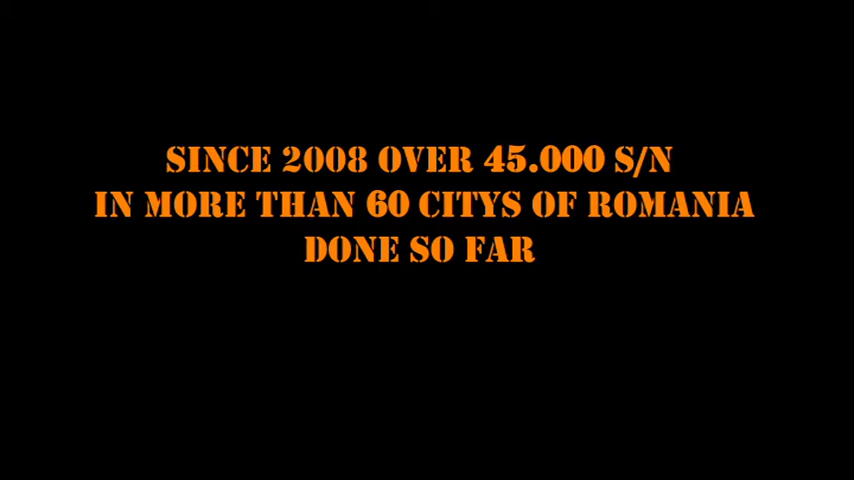 SINCE 2008 OVER 45.000 S/N
IN MORE THAN 60 CITYS OF ROMANIA
DONE SO FAR